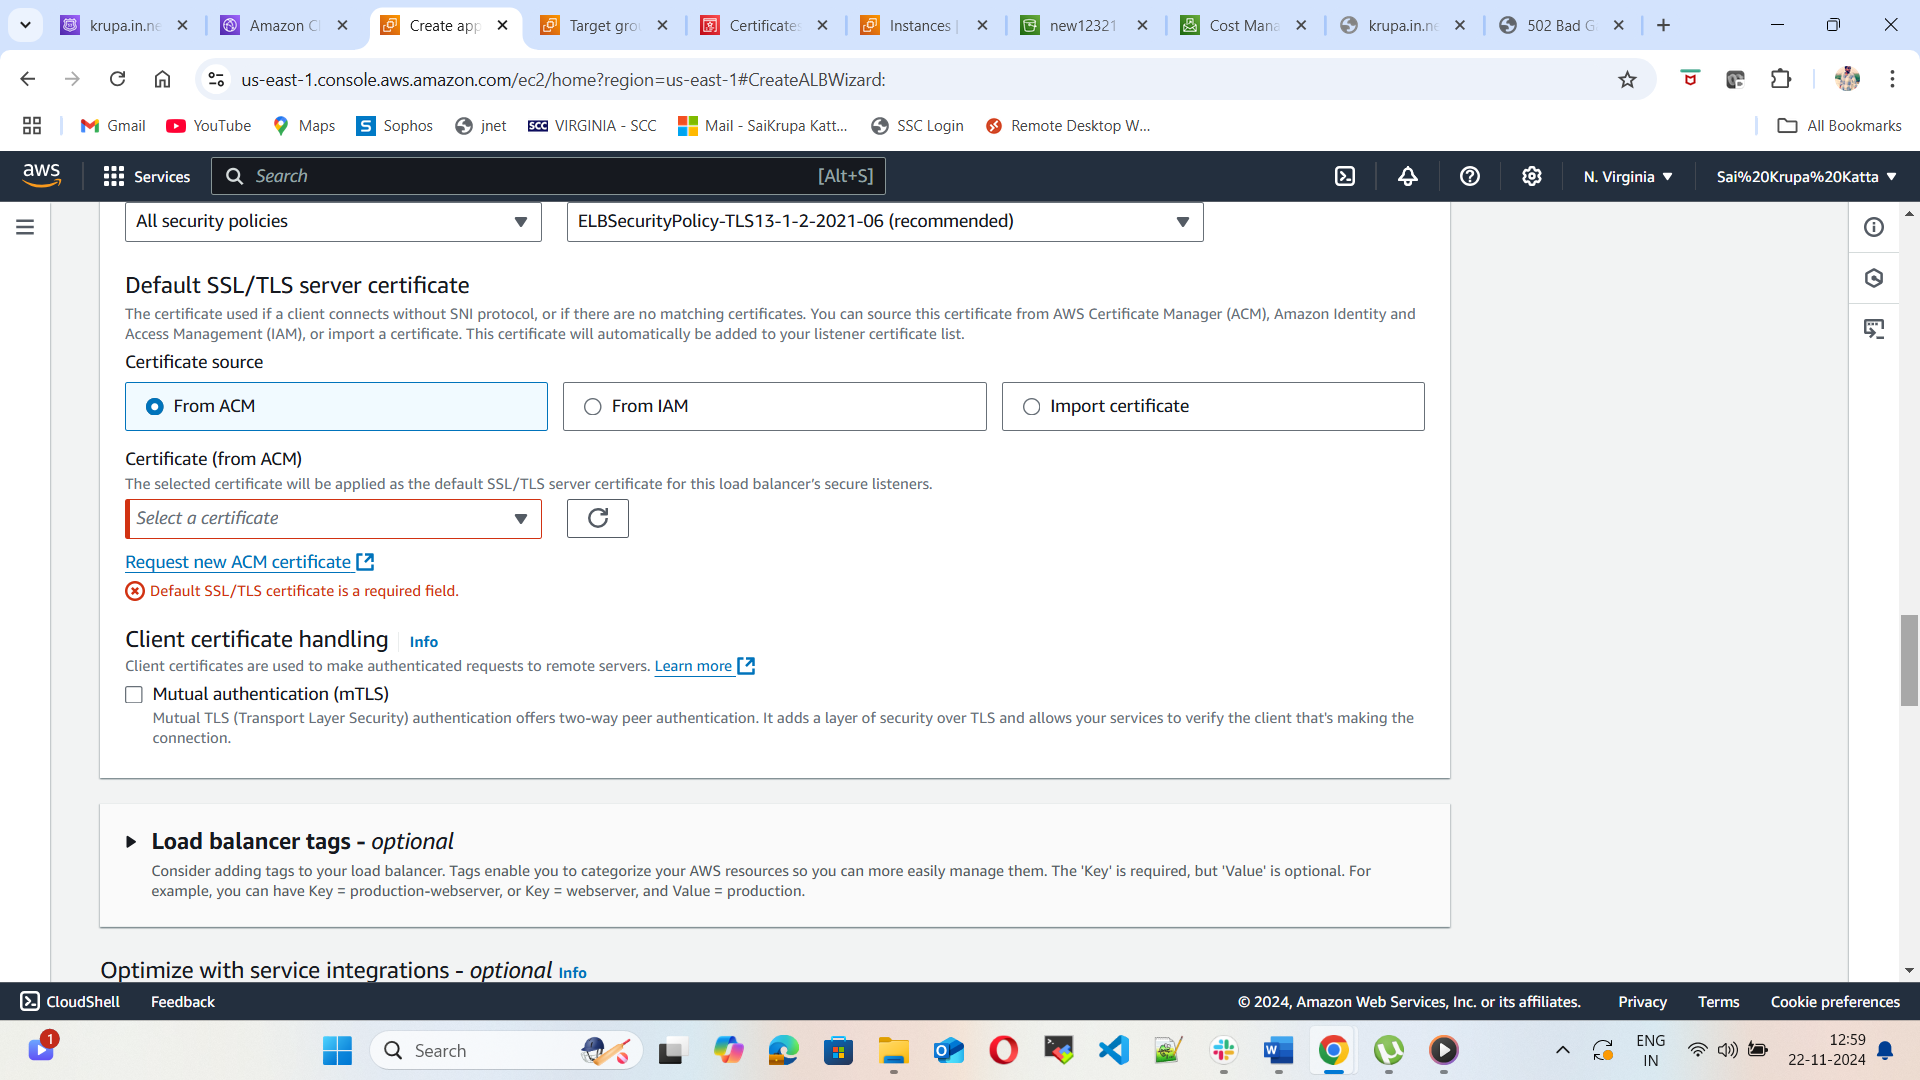 krupa.in.ne
Amazon C
Create app
Target gro
Certificates
Instances |
new12321
Cost Mana
krupa.in.ne
502 Bad G
us-east-1.console.aws.amazon.com/ec2/home?region=us-east-1#CreateALBWizard:
Gmail
YouTube
Maps
Sophos
jnet
SCC VIRGINIA - SCC
Mail - SaiKrupa Katt...
SSC Login
Remote Desktop W...
All Bookmarks
aws
Services
Search
[Alt+S]
N. Virginia
Sai%20Krupa%20Katta
All security policies
ELBSecurityPolicy-TLS13-1-2-2021-06 (recommended)
Default SSL/TLS server certificate
The certificate used if a client connects without SNI protocol, or if there are no matching certificates. You can source this certificate from AWS Certificate Manager (ACM), Amazon Identity and
Access Management (IAM), or import a certificate. This certificate will automatically be added to your listener certificate list.
Certificate source
From ACM
From IAM
Import certificate
Certificate (from ACM)
The selected certificate will be applied as the default SSL/TLS server certificate for this load balancer's secure listeners.
Select a certificate
Request new ACM certificate
Default SSL/TLS certificate is a required field.
Client certificate handling
Info
Client certificates are used to make authenticated requests to remote servers. Learn more
Mutual authentication (mTLS)
Mutual TLS (Transport Layer Security) authentication offers two-way peer authentication. It adds a layer of security over TLS and allows your services to verify the client that's making the
connection.
Load balancer tags - optional
Consider adding tags to your load balancer. Tags enable you to categorize your AWS resources so you can more easily manage them. The 'Key' is required, but 'Value' is optional. For
example, you can have Key = production-webserver, or Key = webserver, and Value = production.
Optimize with service integrations - optional Info
CloudShell
Feedback
© 2024, Amazon Web Services, Inc. or its affiliates.
Privacy
Terms
Cookie preferences
1
Search
ENG
IN
12:59
22-11-2024